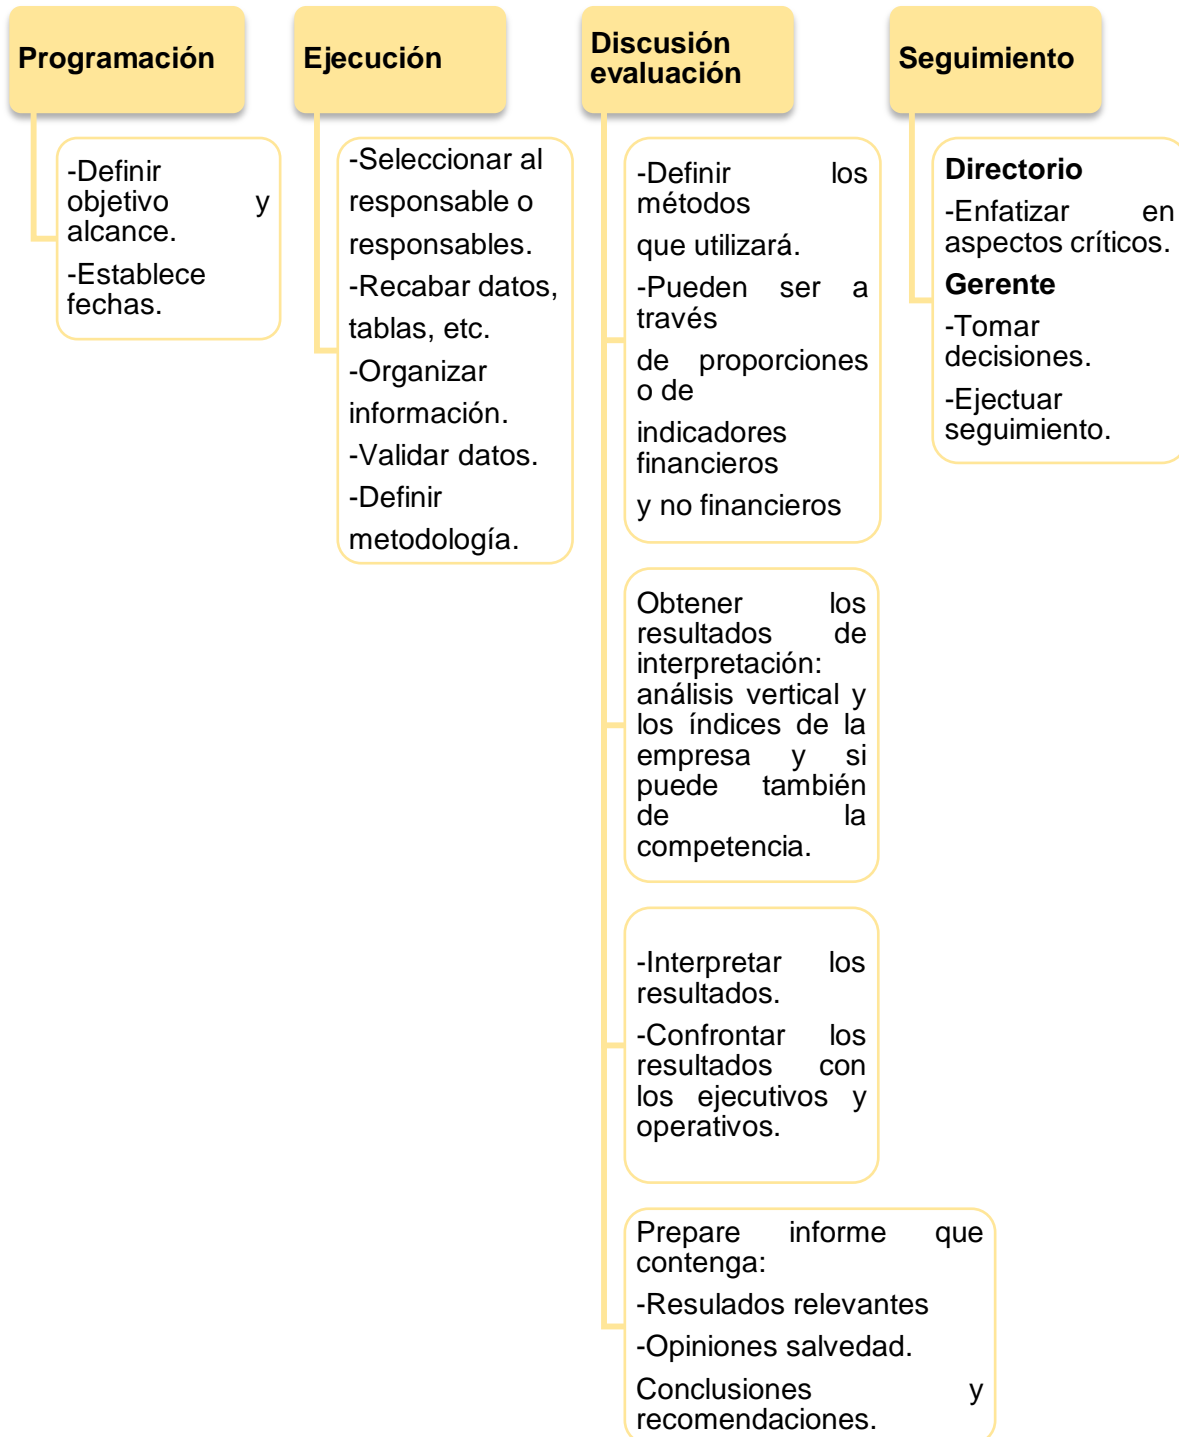 Programación
-Definir
objetivo y
alcance.
-Establece
fechas.
Ejecución
-Seleccionar al
responsable o
responsables.
-Recabar datos,
tablas, etc.
-Organizar
información.
-Validar datos.
-Definir
metodología.
Discusión
evaluación
-Definir los
métodos
que utilizará.
-Pueden ser a
través
de proporciones
o de
indicadores
financieros
y no financieros
Obtener los
resultados de
interpretación:
análisis vertical y
los índices de la
empresa y si
puede también
de la
competencia.
-Interpretar los
resultados.
-Confrontar los
resultados con
los ejecutivos y
operativos.
Prepare informe que
contenga:
-Resulados relevantes
-Opiniones salvedad.
Conclusiones y
recomendaciones.
Seguimiento
Directorio
-Enfatizar en
aspectos críticos.
Gerente
-Tomar
decisiones.
-Ejectuar
seguimiento.